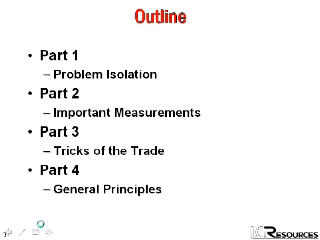 Outline
• Part 1
– Problem Isolation
• Part 2
– Important Measurements
• Part 3
– Tricks of the Trade
• Part 4
– General Principles
LC RESOURCES